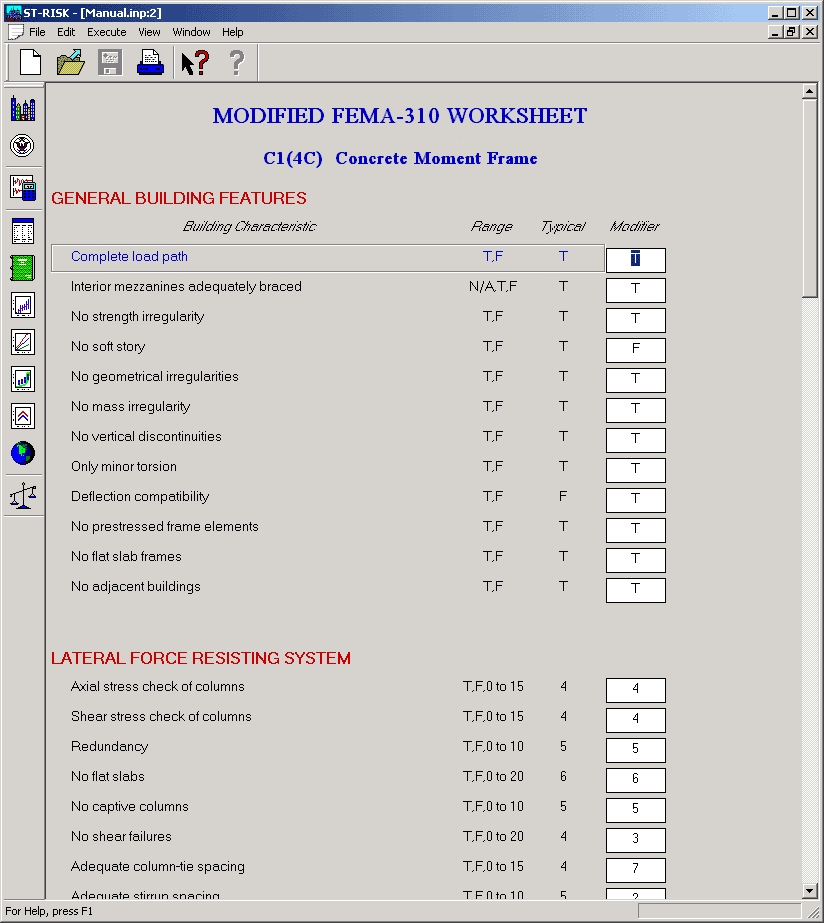 ST-RISK - [Manual.inp:2]
File Edit Execute View Window Help
MODIFIED FEMA-310 WORKSHEET
C1(4C) Concrete Moment Frame
GENERAL BUILDING FEATURES
Building Characteristic Range Typical Modifier
Complete load path T,F T T
Interior mezzanines adequately braced N/A,T,F T T
No strength irregularity T,F T T
No soft story T,F T F
No geometrical irregularities T,F T T
No mass irregularity T,F T T
No vertical discontinuities T,F T T
Only minor torsion T,F T T
Deflection compatibility T,F F T
No prestressed frame elements T,F T T
No flat slab frames T,F T T
No adjacent buildings T,F T T
LATERAL FORCE RESISTING SYSTEM
Axial stress check of columns T,F,0 to 15 4 4
Shear stress check of columns T,F,0 to 15 4 4
Redundancy T,F,0 to 10 5 5
No flat slabs T,F,0 to 20 6 6
No captive columns T,F,0 to 10 5 5
No shear failures T,F,0 to 20 4 3
Adequate column-tie spacing T,F,0 to 15 4 7
Adequate stirrup spacing T,F,0 to 10 5 2
For Help, press F1